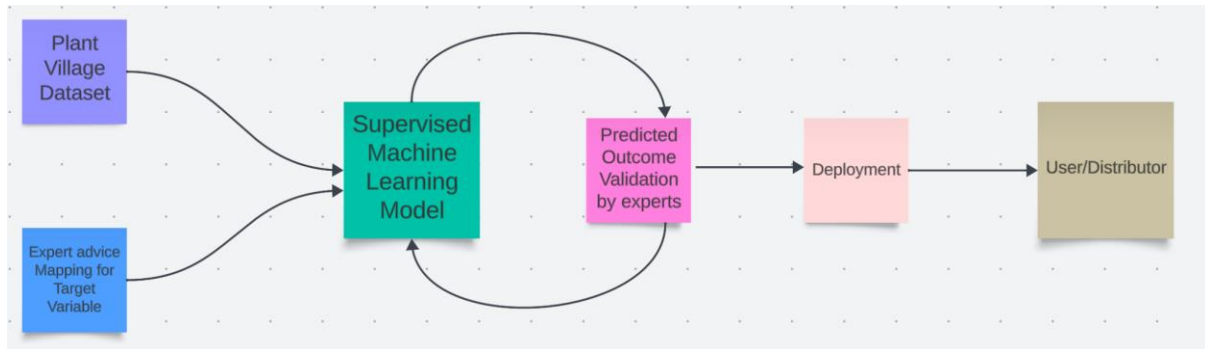 Plant
Village
Dataset
Expert advice
Mapping for
Target
Variable
Supervised
Machine
Learning
Model
Predicted
Outcome
Validation
by experts
Deployment
User/Distributor